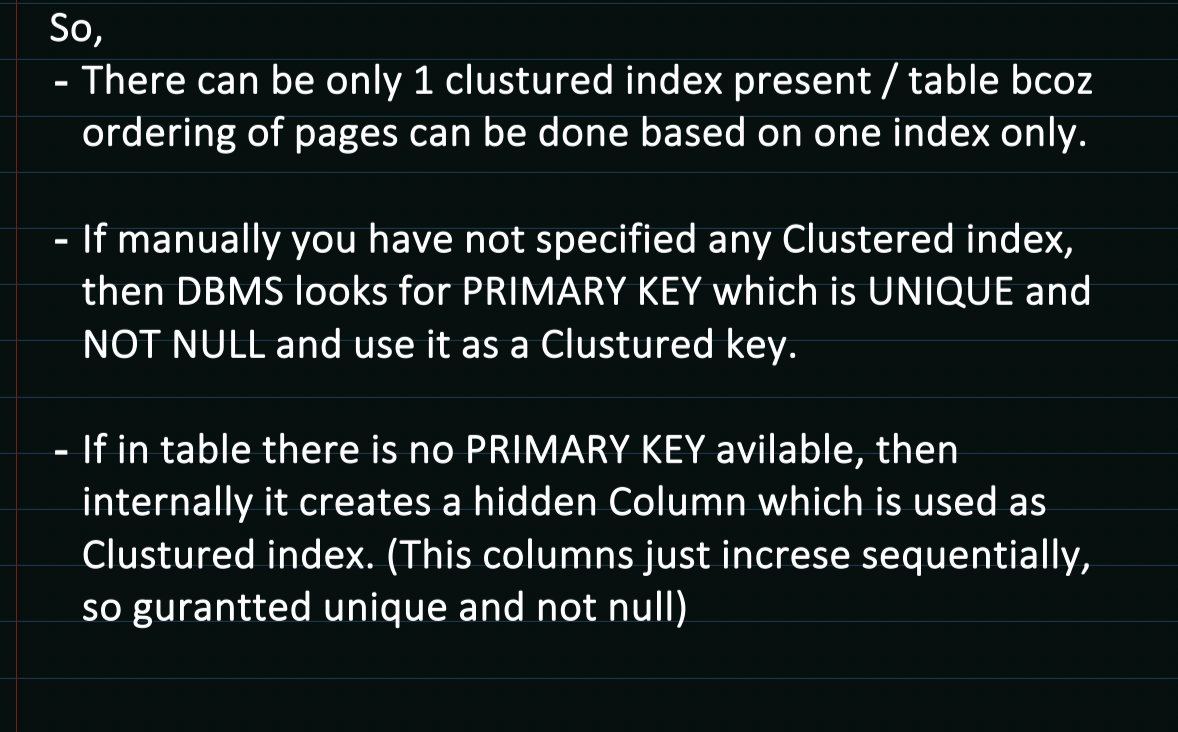 So,
- There can be only 1 clustured index present / table bcoz
ordering of pages can be done based on one index only.
- If manually you have not specified any Clustered index,
then DBMS looks for PRIMARY KEY which is UNIQUE and
NOT NULL and use it as a Clustured key.
- If in table there is no PRIMARY KEY avilable, then
internally it creates a hidden Column which is used as
Clustured index. (This columns just increse sequentially,
so gurantted unique and not null)